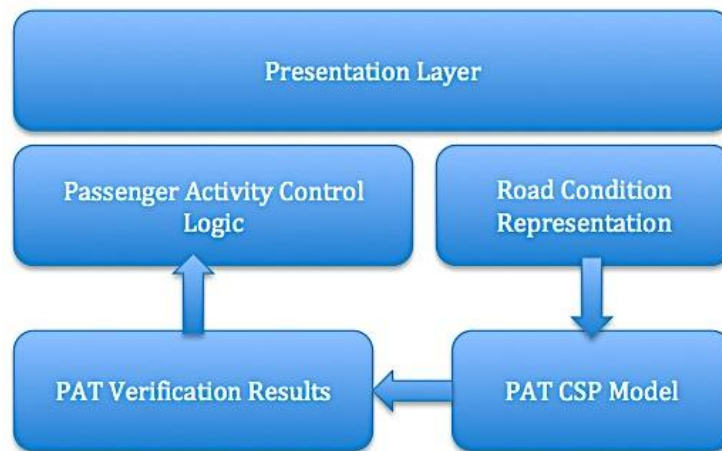 Presentation Layer
Passenger Activity Control
Logic
Road Condition
Representation
PAT Verification Results
PAT CSP Model